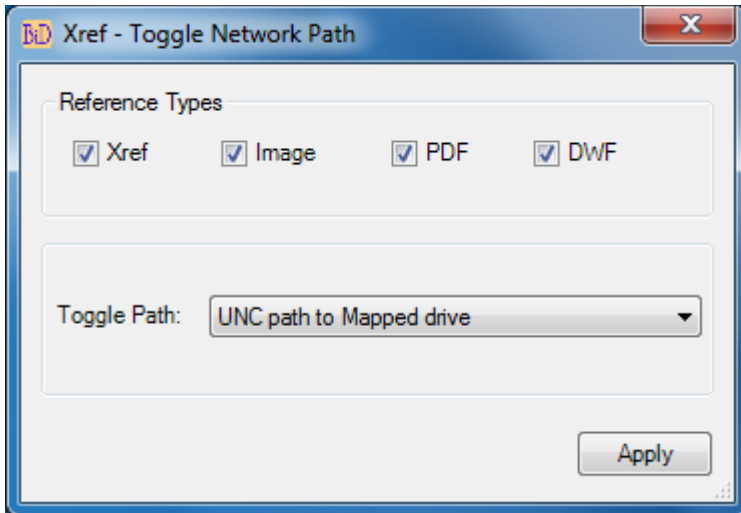 BiD Xref - Toggle Network Path
Reference Types
Xref Image PDF DWF
Toggle Path: UNC path to Mapped drive
Apply